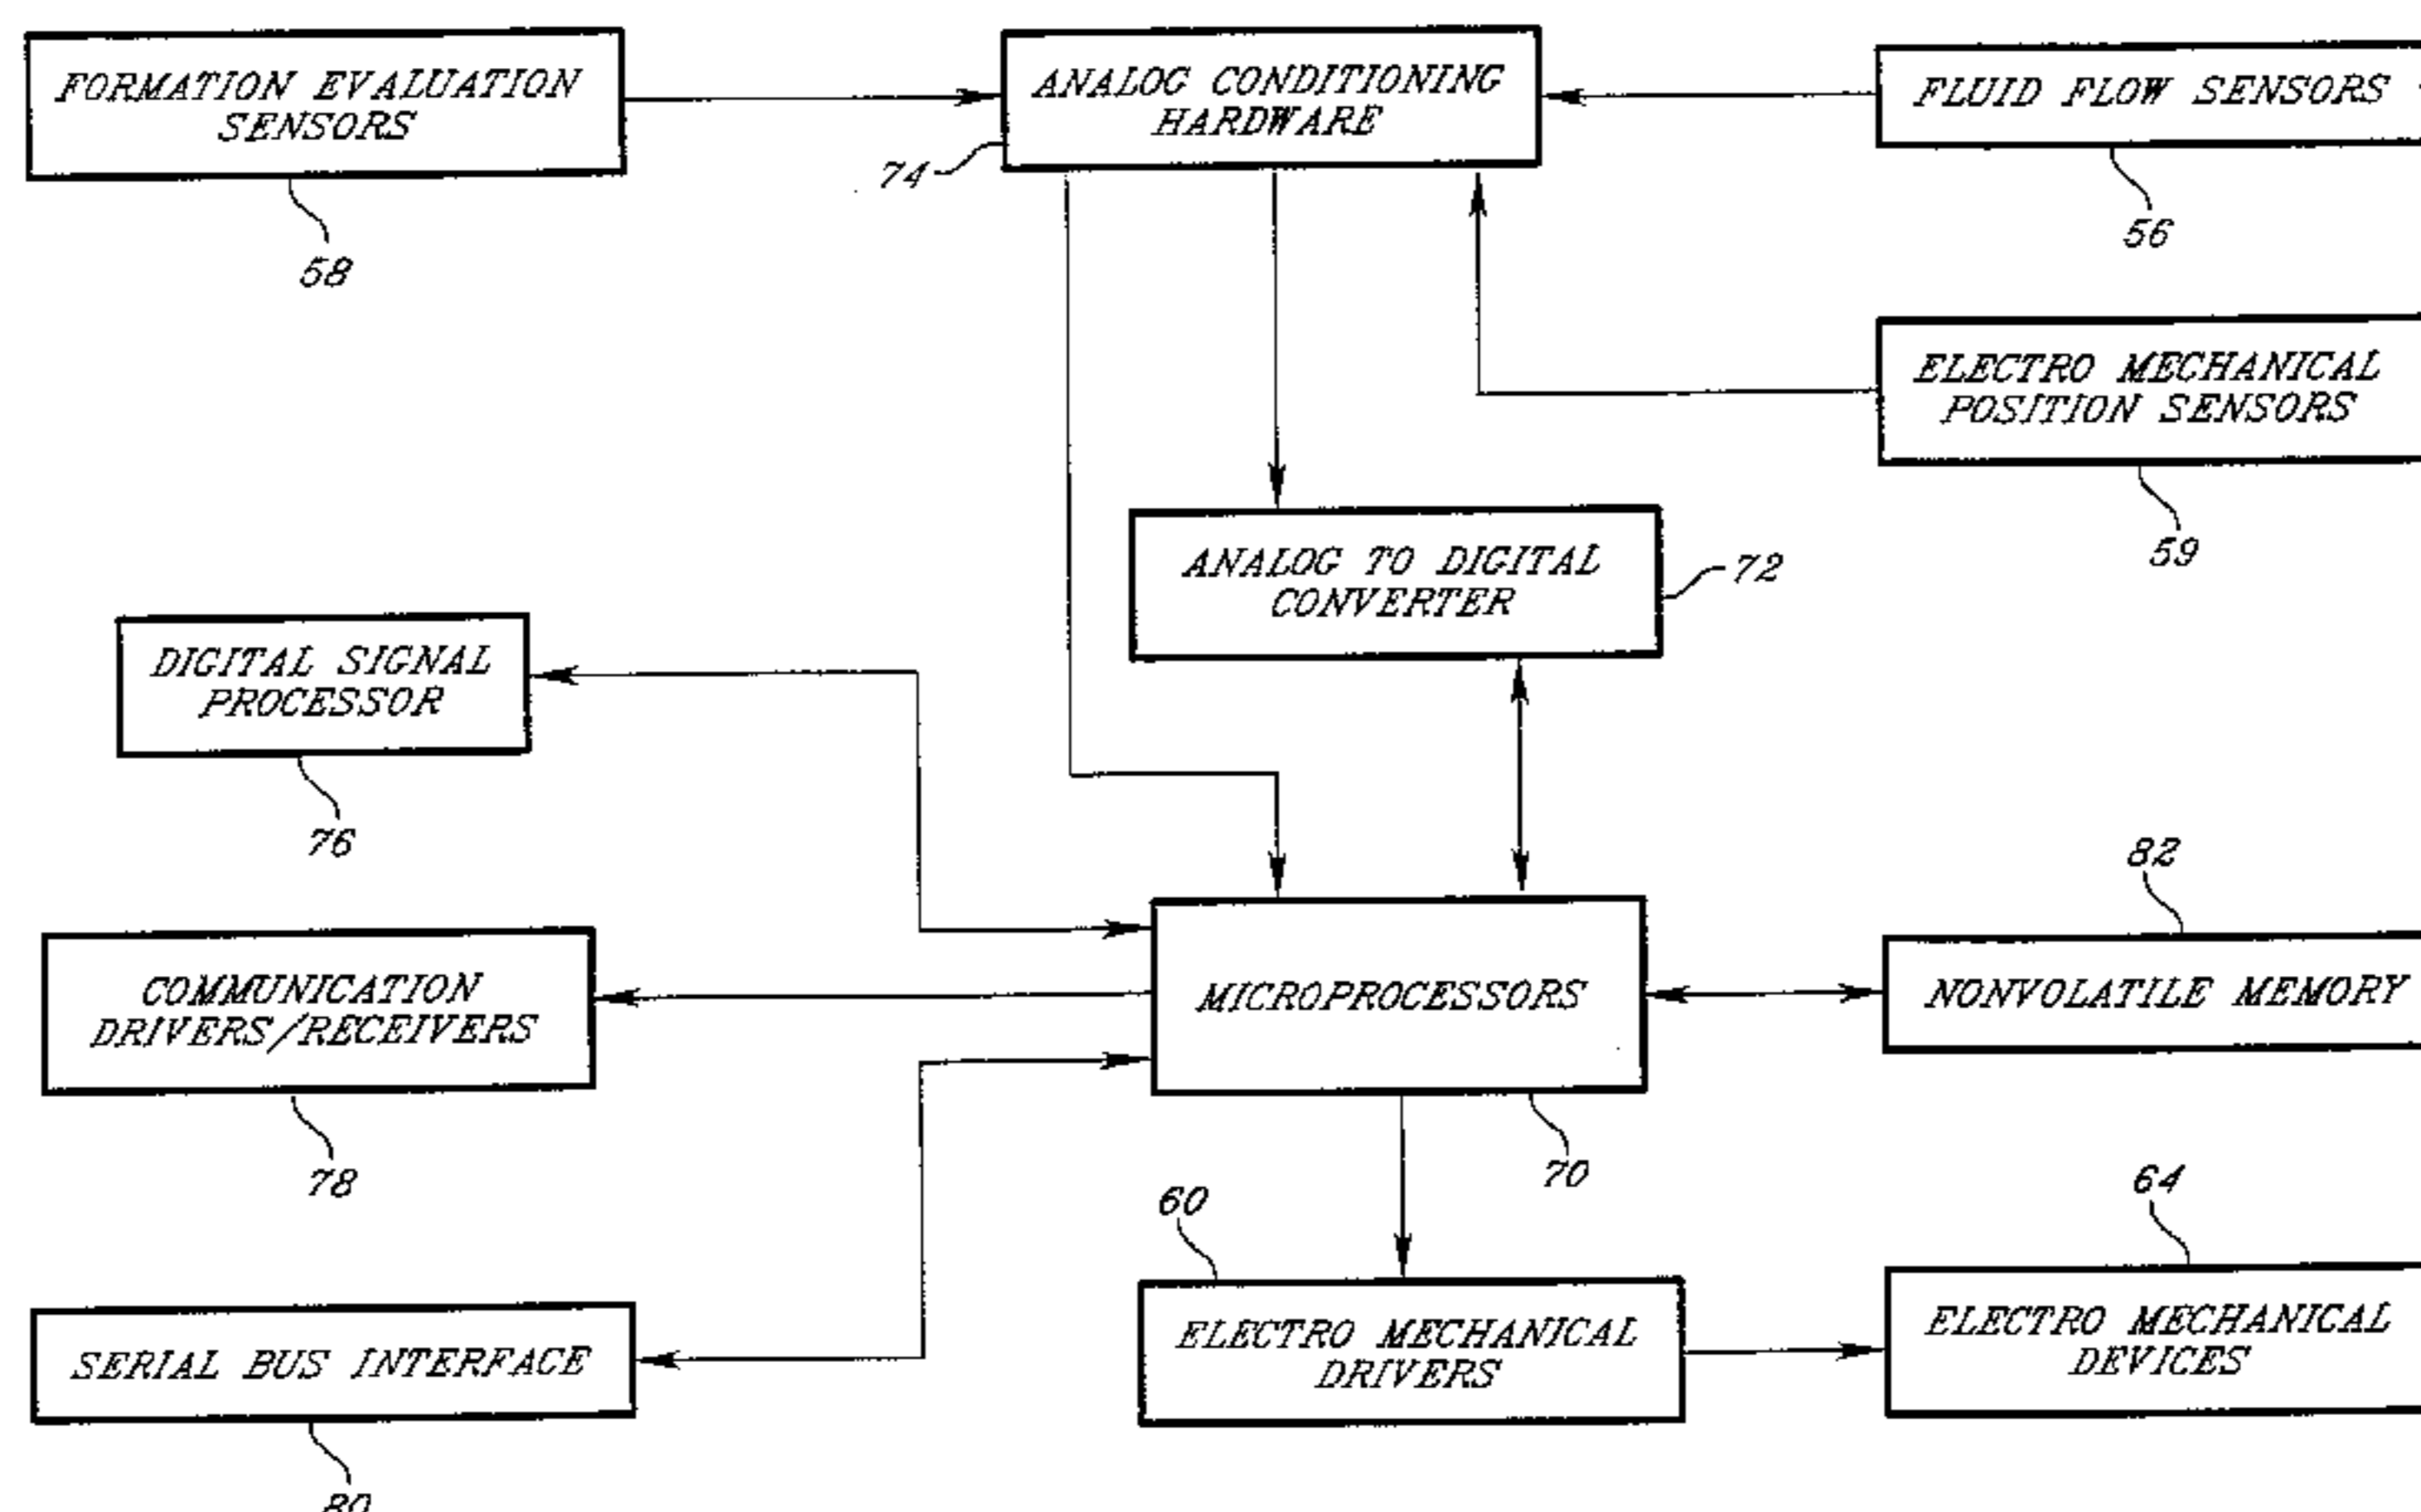 FORMATION EVALUATION
SENSORS
58
ANALOG CONDITIONING
HARDWARE
74
FLUID FLOW SENSORS
56
ELECTRO MECHANICAL
POSITION SENSORS
59
ANALOG TO DIGITAL
CONVERTER
72
DIGITAL SIGNAL
PROCESSOR
76
COMMUNICATION
DRIVERS/RECEIVERS
78
MICROPROCESSORS
70
82
NONVOLATILE MEMORY
SERIAL BUS INTERFACE
80
60
ELECTRO MECHANICAL
DRIVERS
64
ELECTRO MECHANICAL
DEVICES